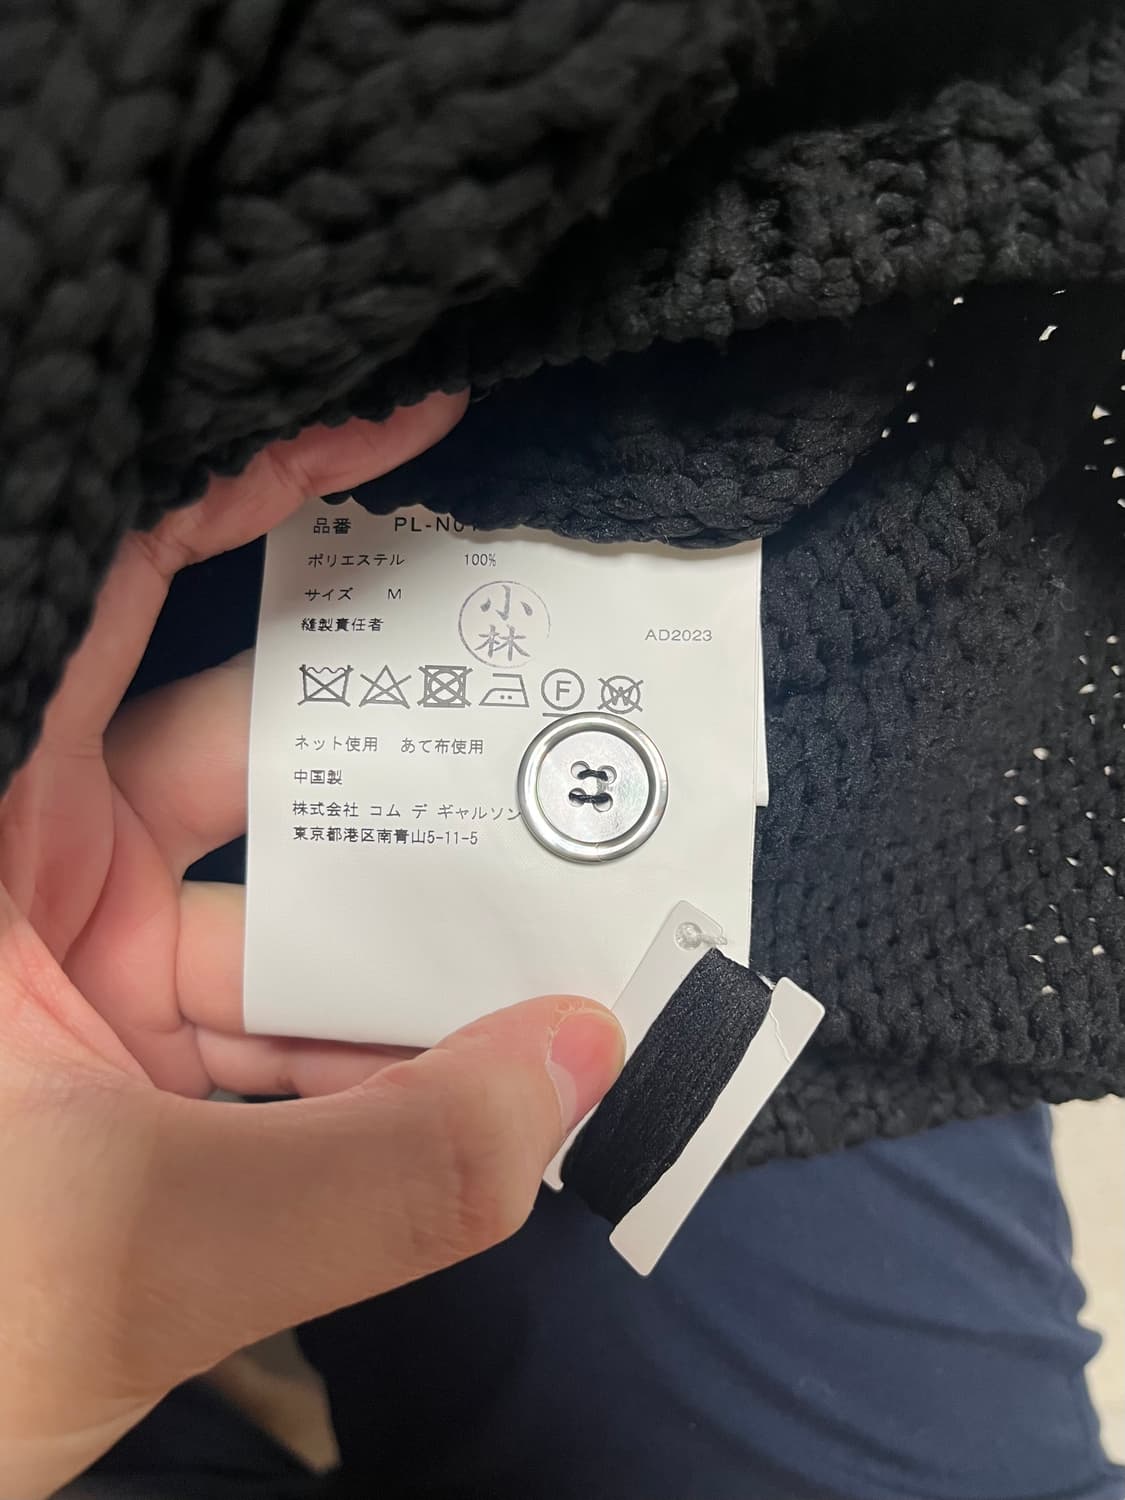 品番 PL-N0
ポリエステル 100%
サイズ M
縫製責任者
小林
AD2023
F
W
ネット使用 あて布使用
中国製
株式会社 コム デ ギャルソン
東京都港区南青山5-11-5